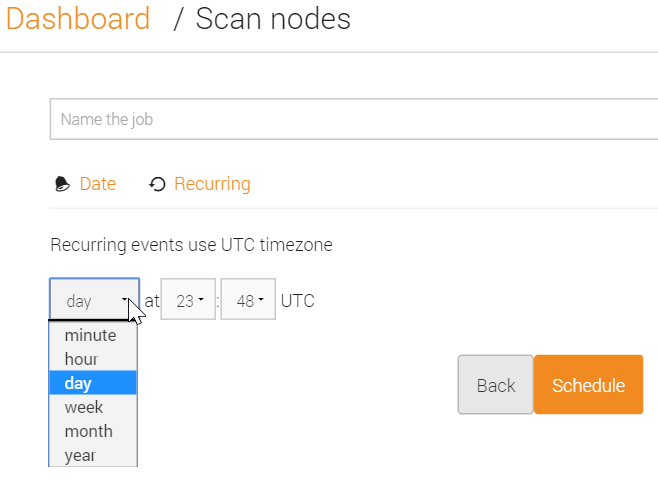 Dashboard / Scan nodes
Name the job
Date Recurring
Recurring events use UTC timezone
day at 23 : 48 UTC
minute
hour
day
week
month
year
Back Schedule